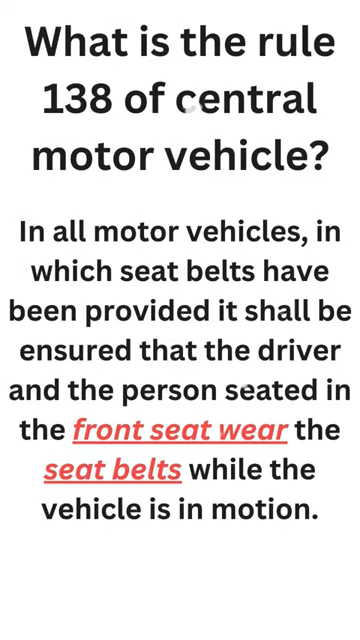 What is the rule
138 of central
motor vehicle?
In all motor vehicles, in
which seat belts have
been provided it shall be
ensured that the driver
and the person seated in
the front seat wear the
seat belts while the
vehicle is in motion.